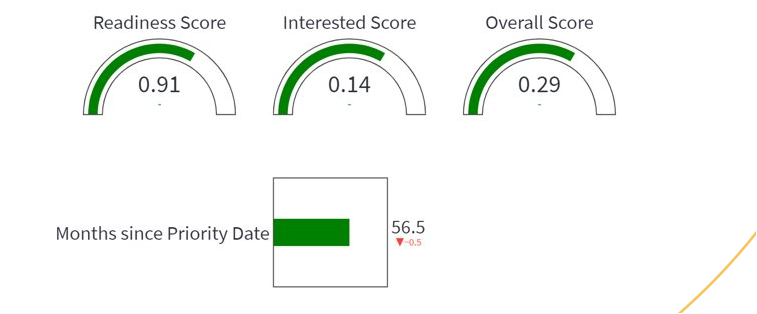 Readiness Score
Interested Score
Overall Score
0.91
0.14
0.29
-
-
-
Months since Priority Date
56.5
▼−0.5